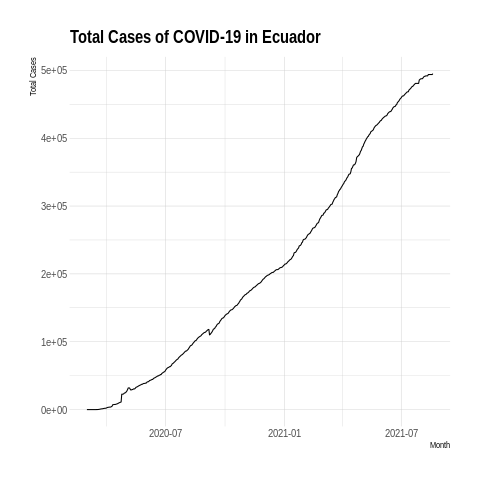 Total Cases of COVID-19 in Ecuador
Total Cases
5e+05
4e+05
3e+05
2e+05
1e+05
0e+00
2020-07
2021-01
2021-07
Month